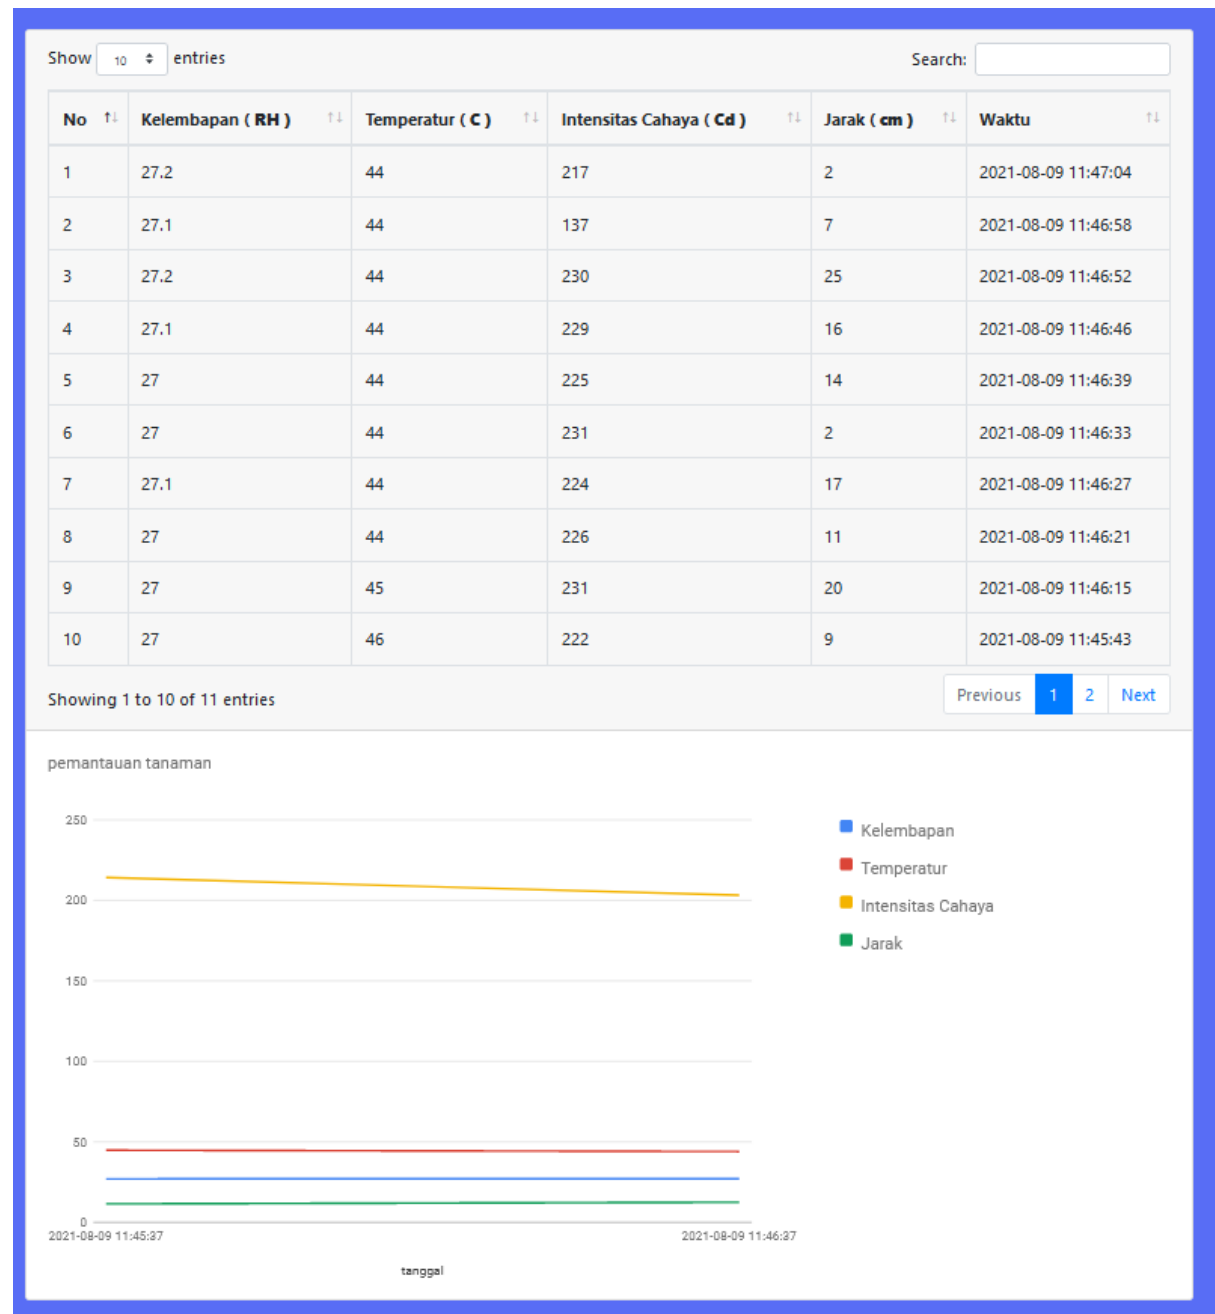 Show 10 entries Search:
No Kelembapan ( RH ) Temperatur ( C ) Intensitas Cahaya ( Cd ) Jarak ( cm ) Waktu
1 27.2 44 217 2 2021-08-09 11:47:04
2 27.1 44 137 7 2021-08-09 11:46:58
3 27.2 44 230 25 2021-08-09 11:46:52
4 27.1 44 229 16 2021-08-09 11:46:46
5 27 44 225 14 2021-08-09 11:46:39
6 27 44 231 2 2021-08-09 11:46:33
7 27.1 44 224 17 2021-08-09 11:46:27
8 27 44 226 11 2021-08-09 11:46:21
9 27 45 231 20 2021-08-09 11:46:15
10 27 46 222 9 2021-08-09 11:45:43
Showing 1 to 10 of 11 entries Previous 1 2 Next
pemantauan tanaman
250
200
150
100
50
0
2021-08-09 11:45:37 2021-08-09 11:46:37
tanggal
Kelembapan
Temperatur
Intensitas Cahaya
Jarak